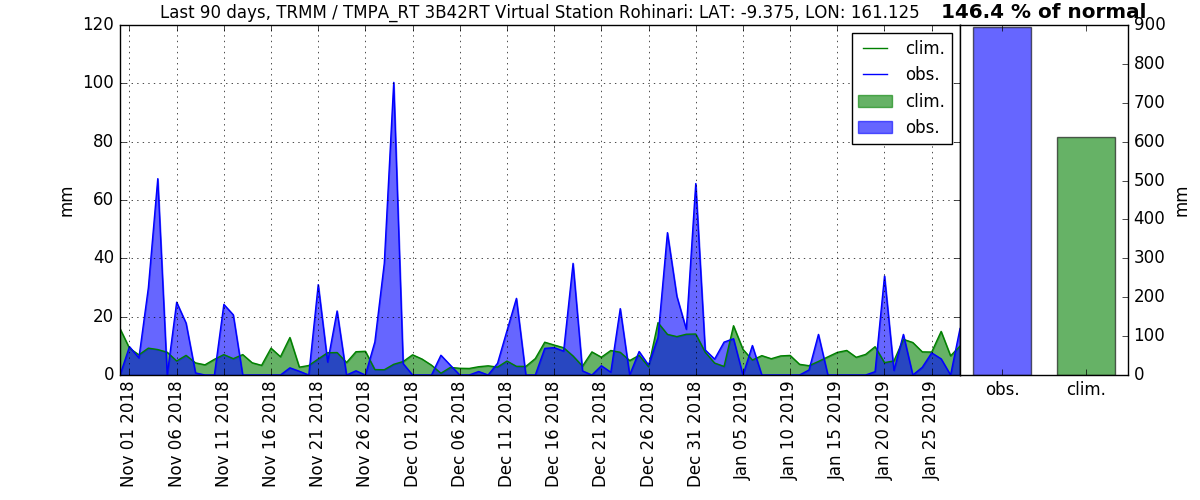 Last 90 days, TRMM / TMPA_RT 3B42RT Virtual Station Rohinari: LAT: -9.375, LON: 161.125
146.4 % of normal
120
100
80
60
40
20
0
mm
clim.
obs.
clim.
obs.
900
800
700
600
500
400
300
200
100
0
mm
obs.
clim.
Nov 01 2018
Nov 06 2018
Nov 11 2018
Nov 16 2018
Nov 21 2018
Nov 26 2018
Dec 01 2018
Dec 06 2018
Dec 11 2018
Dec 16 2018
Dec 21 2018
Dec 26 2018
Dec 31 2018
Jan 05 2019
Jan 10 2019
Jan 15 2019
Jan 20 2019
Jan 25 2019